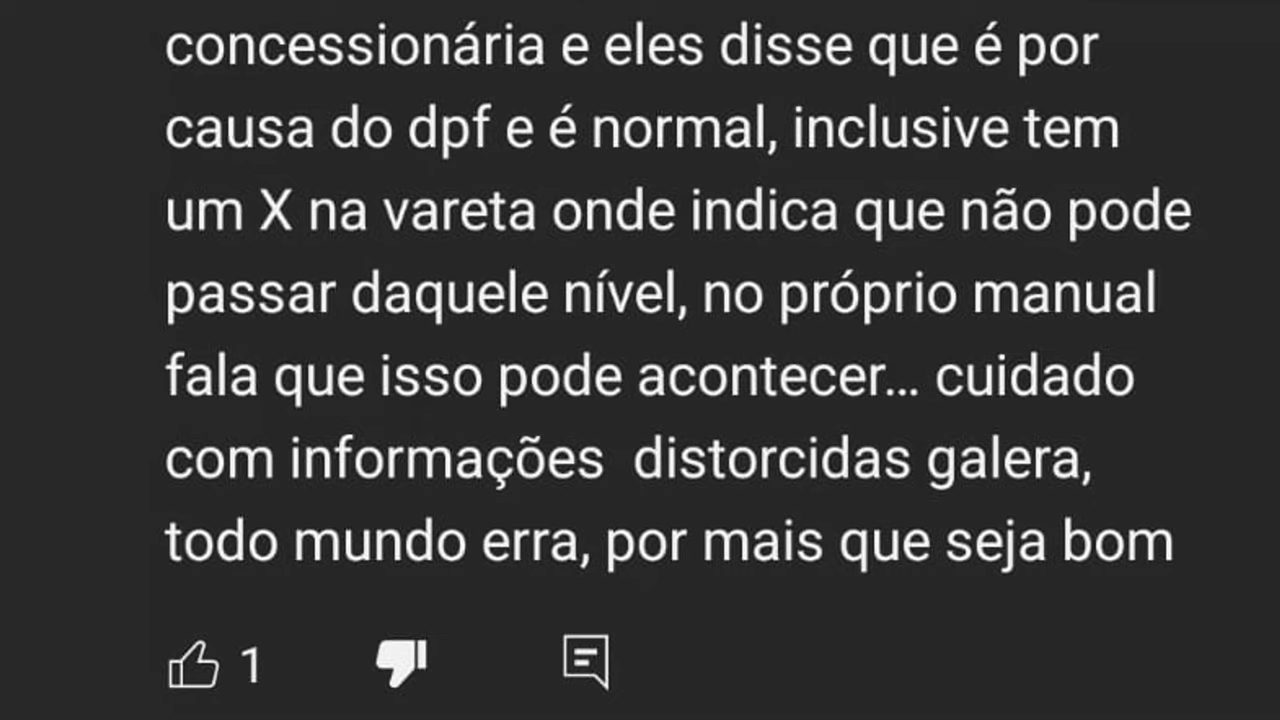 concessionária e eles disse que é por
causa do dpf e é normal, inclusive tem
um X na vareta onde indica que não pode
passar daquele nível, no próprio manual
fala que isso pode acontecer... cuidado
com informações  distorcidas galera,
todo mundo erra, por mais que seja bom
1